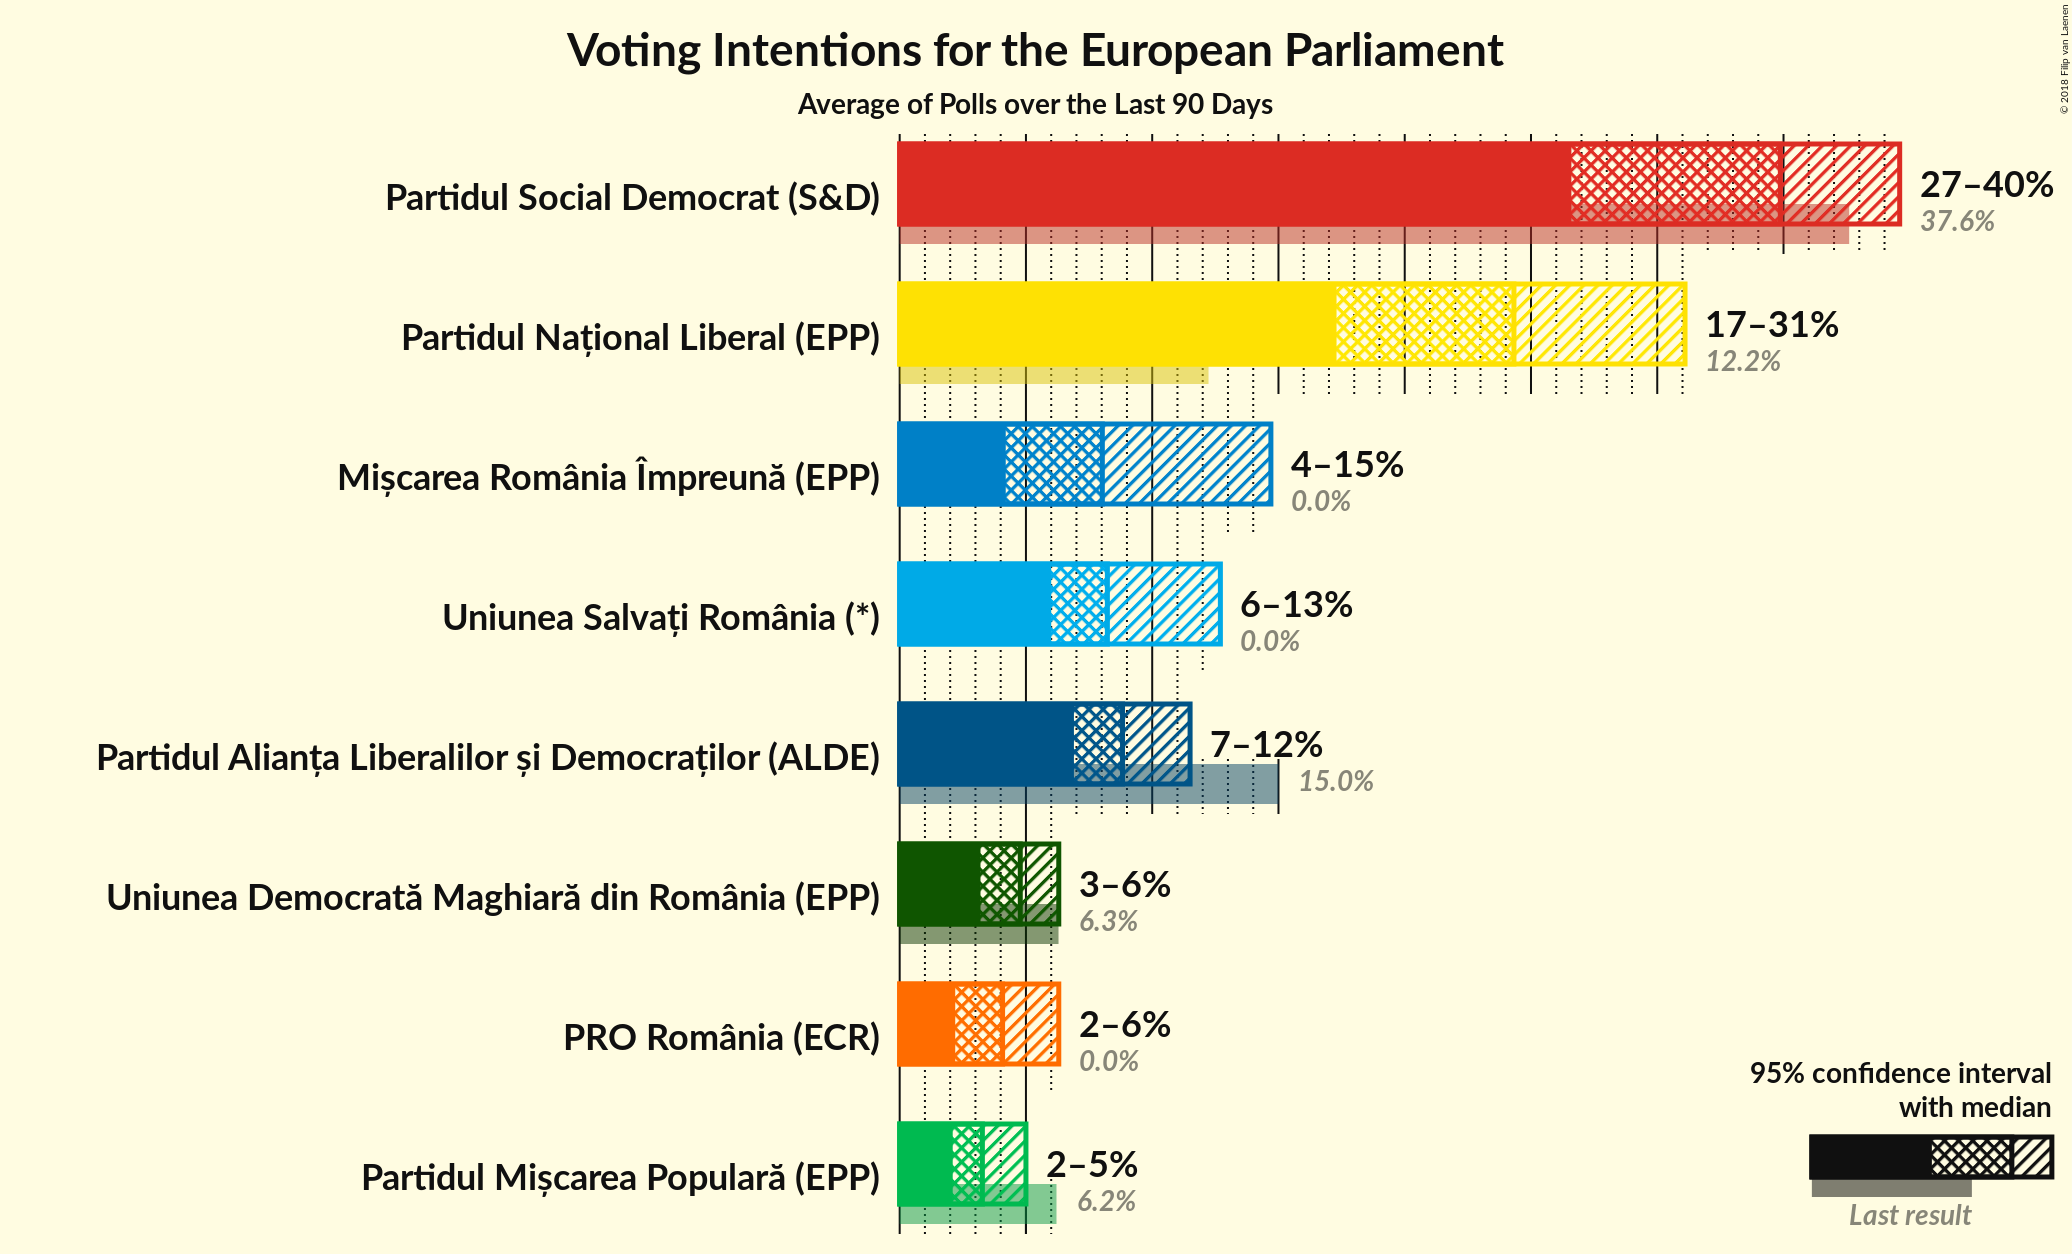 Voting Intentions for the European Parliament
Average of Polls over the Last 90 Days
© 2018 Filip van Laenen
Partidul Social Democrat (S&D)
27–40%
37.6%
Partidul Național Liberal (EPP)
17–31%
12.2%
Mișcarea România Împreună (EPP)
4–15%
0.0%
Uniunea Salvați România (*)
6–13%
0.0%
Partidul Alianța Liberalilor și Democraților (ALDE)
7–12%
15.0%
Uniunea Democrată Maghiară din România (EPP)
3–6%
6.3%
PRO România (ECR)
2–6%
0.0%
Partidul Mișcarea Populară (EPP)
2–5%
6.2%
95% confidence interval
with median
Last result